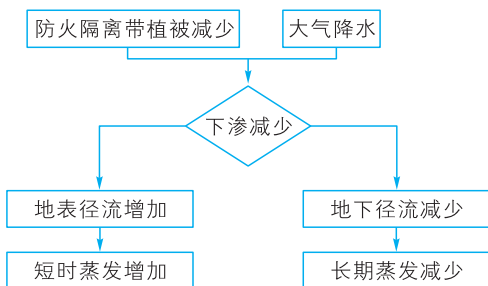 防火隔离带植被减少
大气降水
下渗减少
地表径流增加
地下径流减少
短时蒸发增加
长期蒸发减少